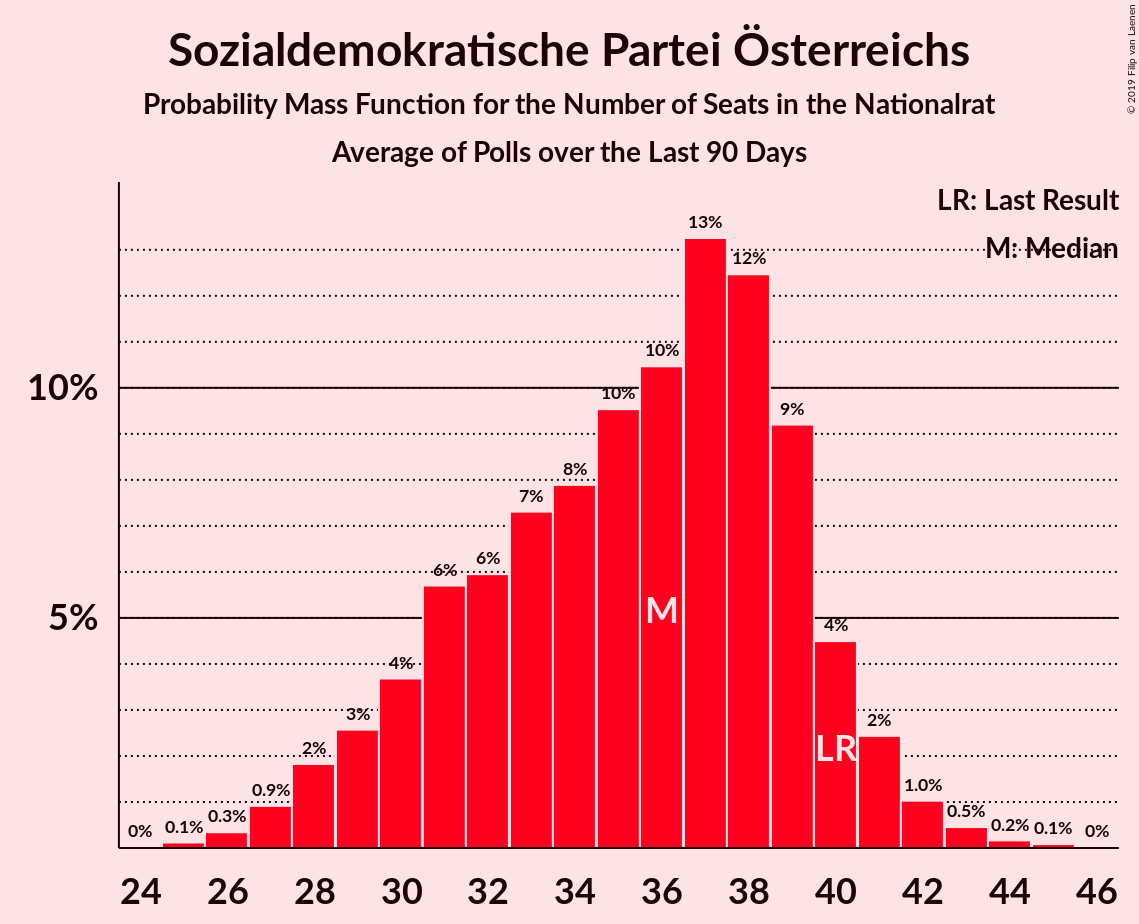 Sozialdemokratische Partei Österreichs
Probability Mass Function for the Number of Seats in the Nationalrat
Average of Polls over the Last 90 Days
© 2019 Filip van Laenen
LR: Last Result
M: Median
10%
5%
0%
0.1%
0.3%
0.9%
2%
3%
4%
6%
6%
7%
8%
10%
10%
13%
12%
9%
4%
2%
1.0%
0.5%
0.2%
0.1%
0%
M
LR
24 26 28 30 32 34 36 38 40 42 44 46